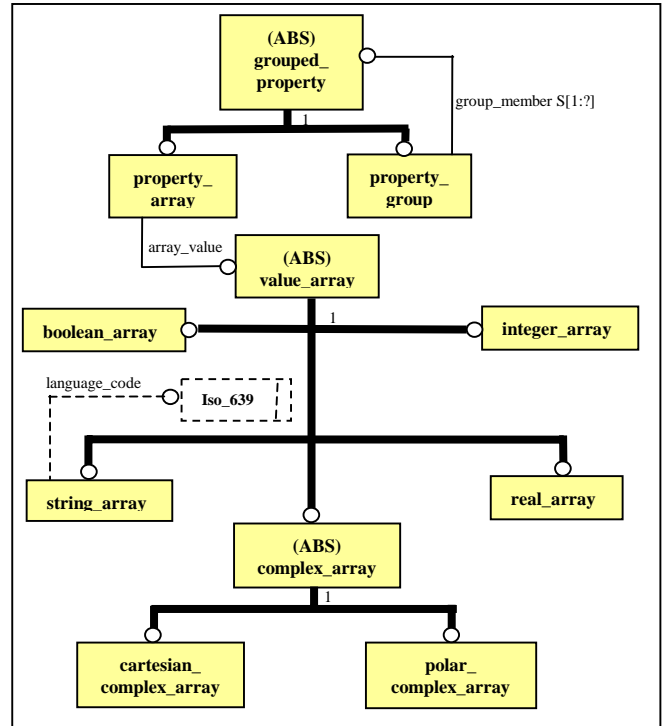 (ABS)
grouped_
property
1
group_member S[1:?]
property_
array
property_
group
array_value
(ABS)
value_array
1
boolean_array
integer_array
language_code
Iso_639
string_array
real_array
(ABS)
complex_array
1
cartesian_
complex_array
polar_
complex_array